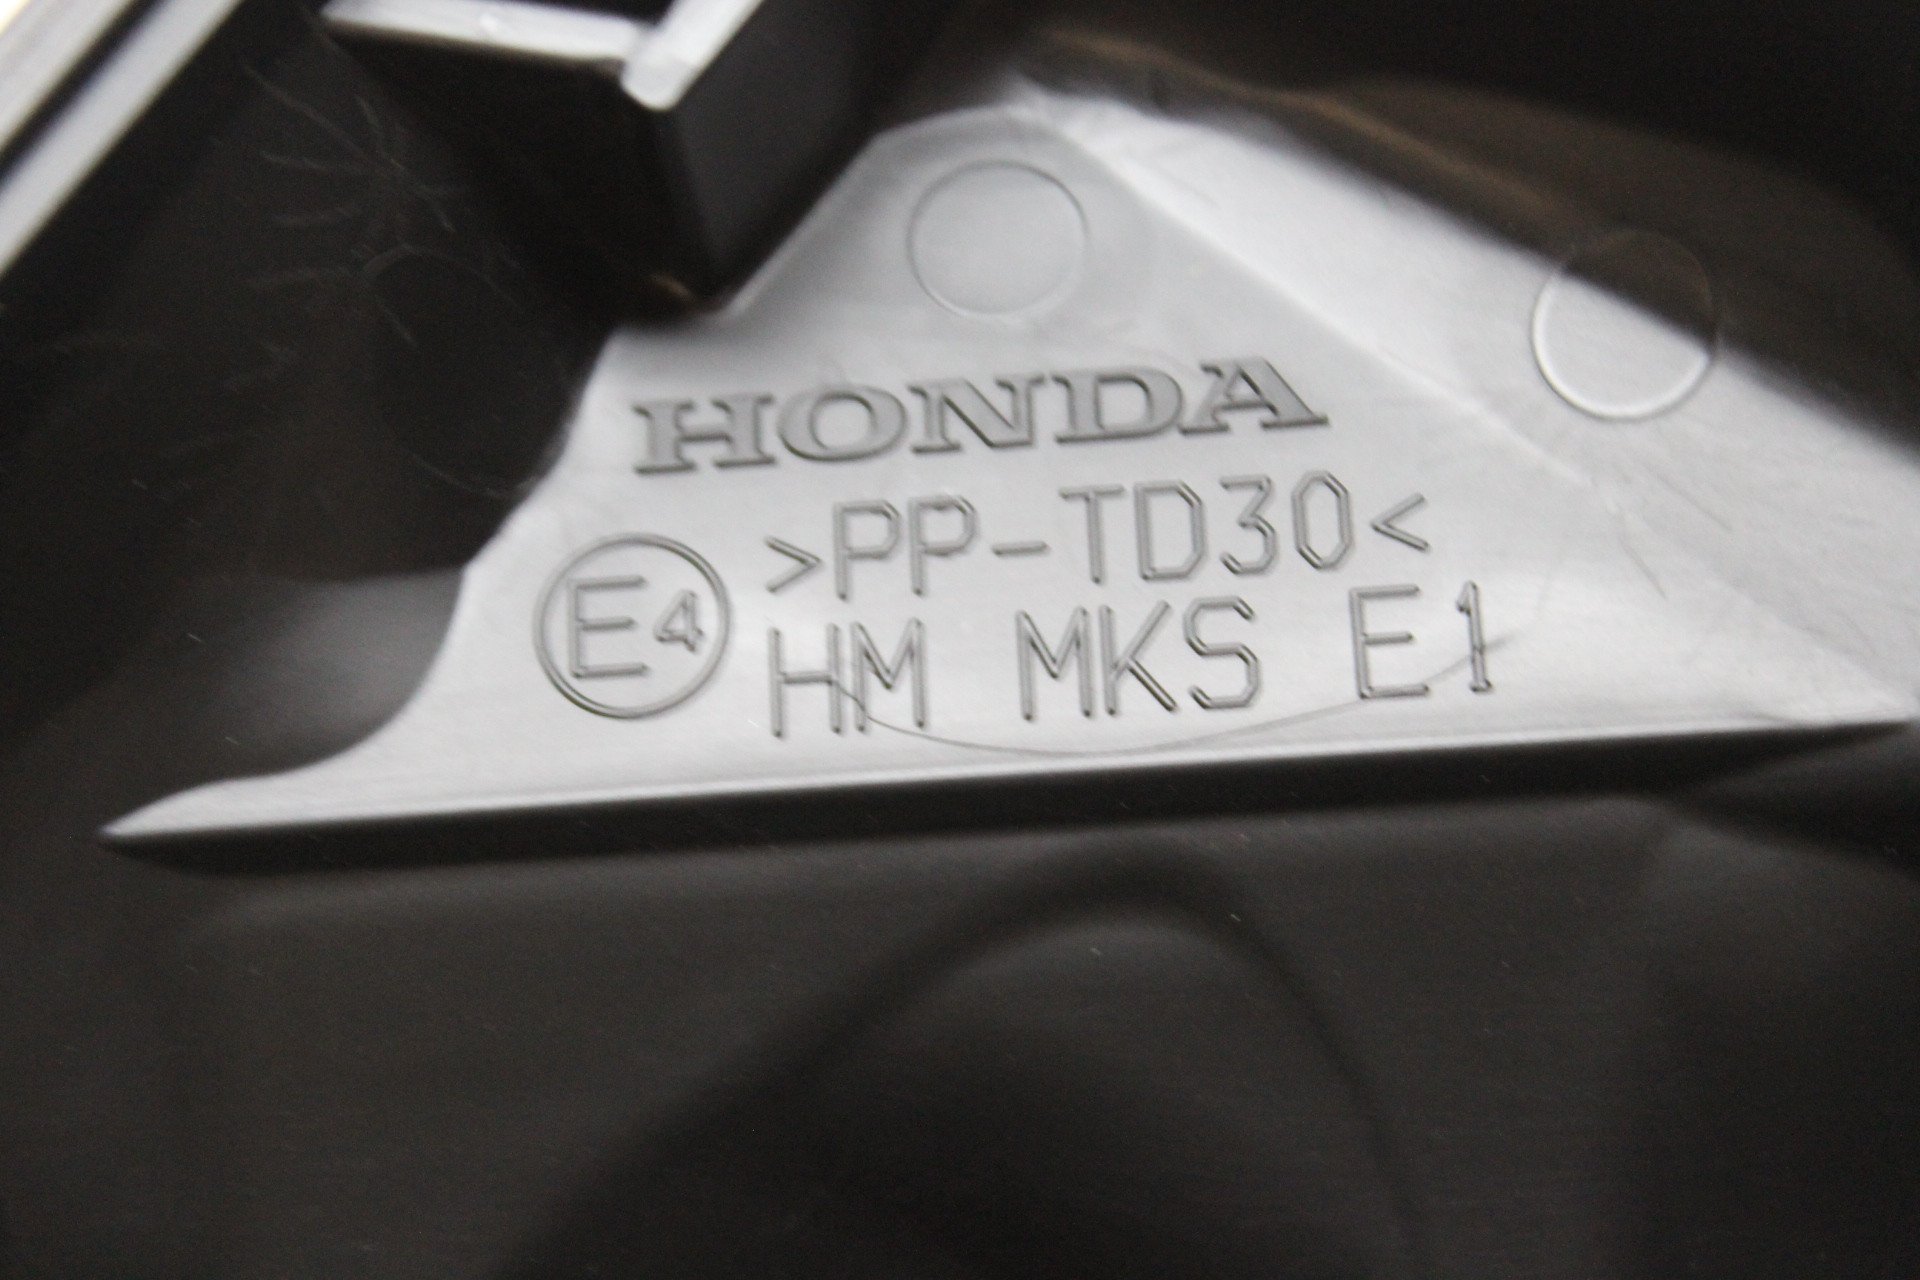 HONDA
>PP-TD30<
E4 HM MKS E1